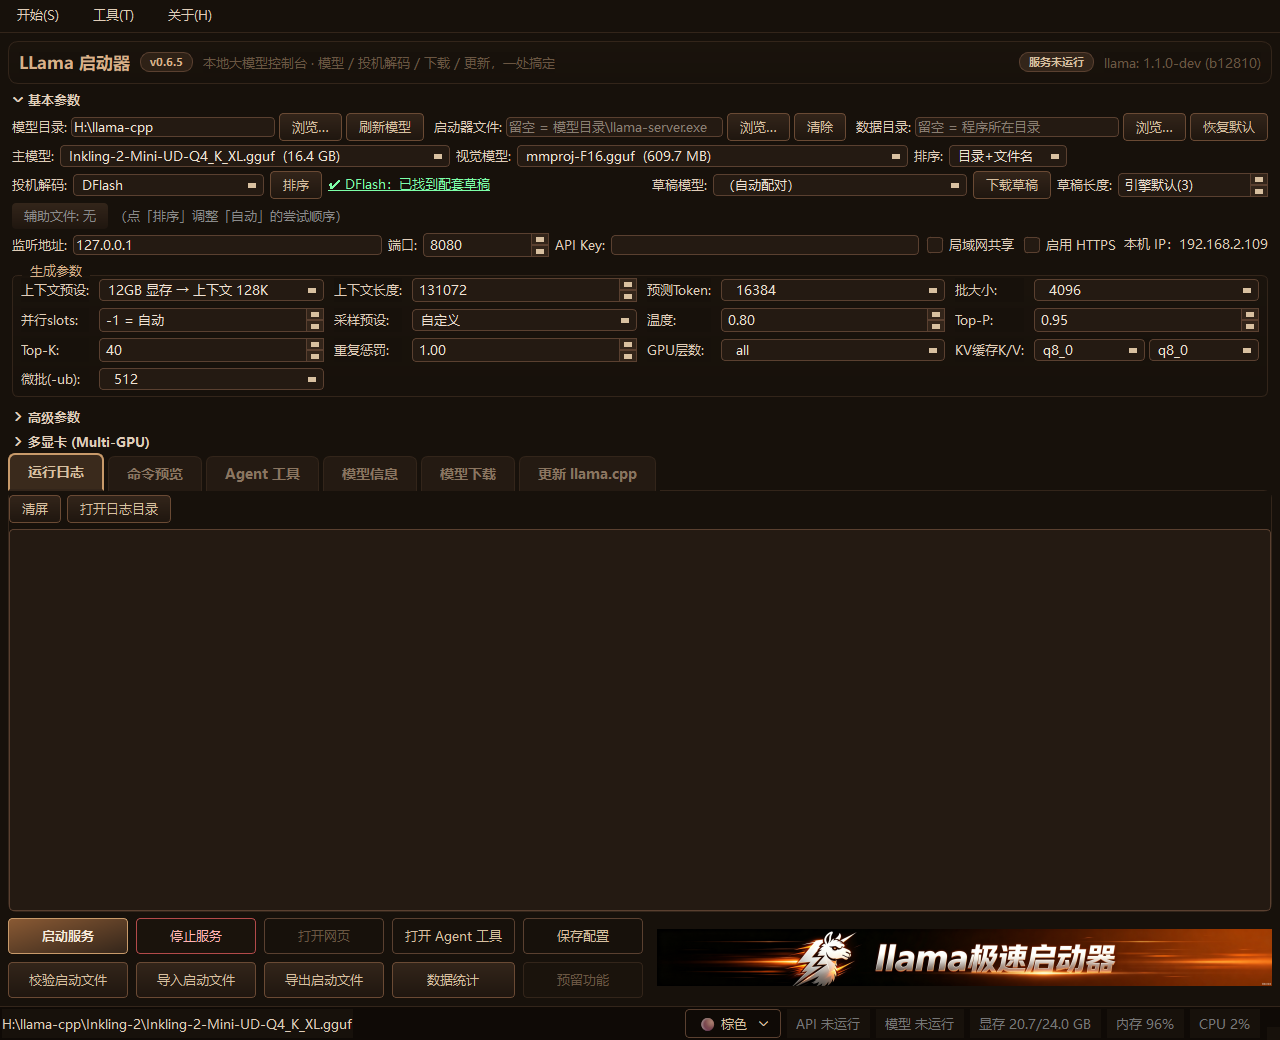 开始(S) 工具(T) 关于(H)
LLama 启动器 v0.6.5 本地大模型控制台 · 模型 / 投机解码 / 下载 / 更新，一处搞定 服务未运行 llama: 1.1.0-dev (b12810)
基本参数
模型目录: H:\llama-cpp 浏览... 刷新模型 启动器文件: 留空 = 模型目录\llama-server.exe 浏览... 清除 数据目录: 留空 = 程序所在目录 浏览... 恢复默认
主模型: Inkling-2-Mini-UD-Q4_K_XL.gguf (16.4 GB) 视觉模型: mmproj-F16.gguf (609.7 MB) 排序: 目录+文件名
投机解码: DFlash 排序 ✔ DFlash：已找到配套草稿 草稿模型: （自动配对） 下载草稿 草稿长度: 引擎默认(3)
辅助文件: 无 （点「排序」调整「自动」的尝试顺序）
监听地址: 127.0.0.1 端口: 8080 API Key: 局域网共享 启用 HTTPS 本机 IP：192.168.2.109
生成参数
上下文预设: 12GB 显存 → 上下文 128K 上下文长度: 131072 预测Token: 16384 批大小: 4096
并行slots: -1 = 自动 采样预设: 自定义 温度: 0.80 Top-P: 0.95
Top-K: 40 重复惩罚: 1.00 GPU层数: all KV缓存K/V: q8_0 q8_0
微批(-ub): 512
高级参数
多显卡 (Multi-GPU)
运行日志 命令预览 Agent 工具 模型信息 模型下载 更新 llama.cpp
清屏 打开日志目录
启动服务 停止服务 打开网页 打开 Agent 工具 保存配置
llama极速启动器
校验启动文件 导入启动文件 导出启动文件 数据统计 预留功能
H:\llama-cpp\Inkling-2\Inkling-2-Mini-UD-Q4_K_XL.gguf 棕色 API 未运行 模型 未运行 显存 20.7/24.0 GB 内存 96% CPU 2%